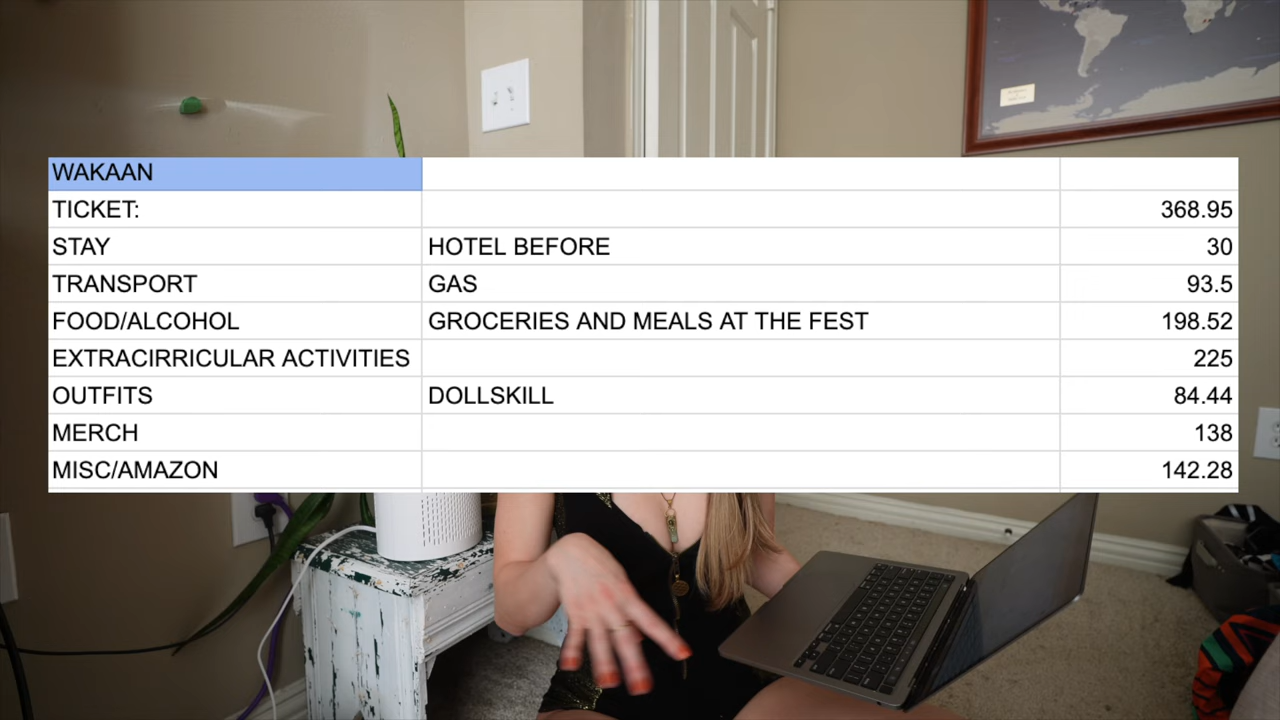 WAKAAN
TICKET: 368.95
STAY HOTEL BEFORE 30
TRANSPORT GAS 93.5
FOOD/ALCOHOL GROCERIES AND MEALS AT THE FEST 198.52
EXTRACIRRICULAR ACTIVITIES 225
OUTFITS DOLLSKILL 84.44
MERCH 138
MISC/AMAZON 142.28